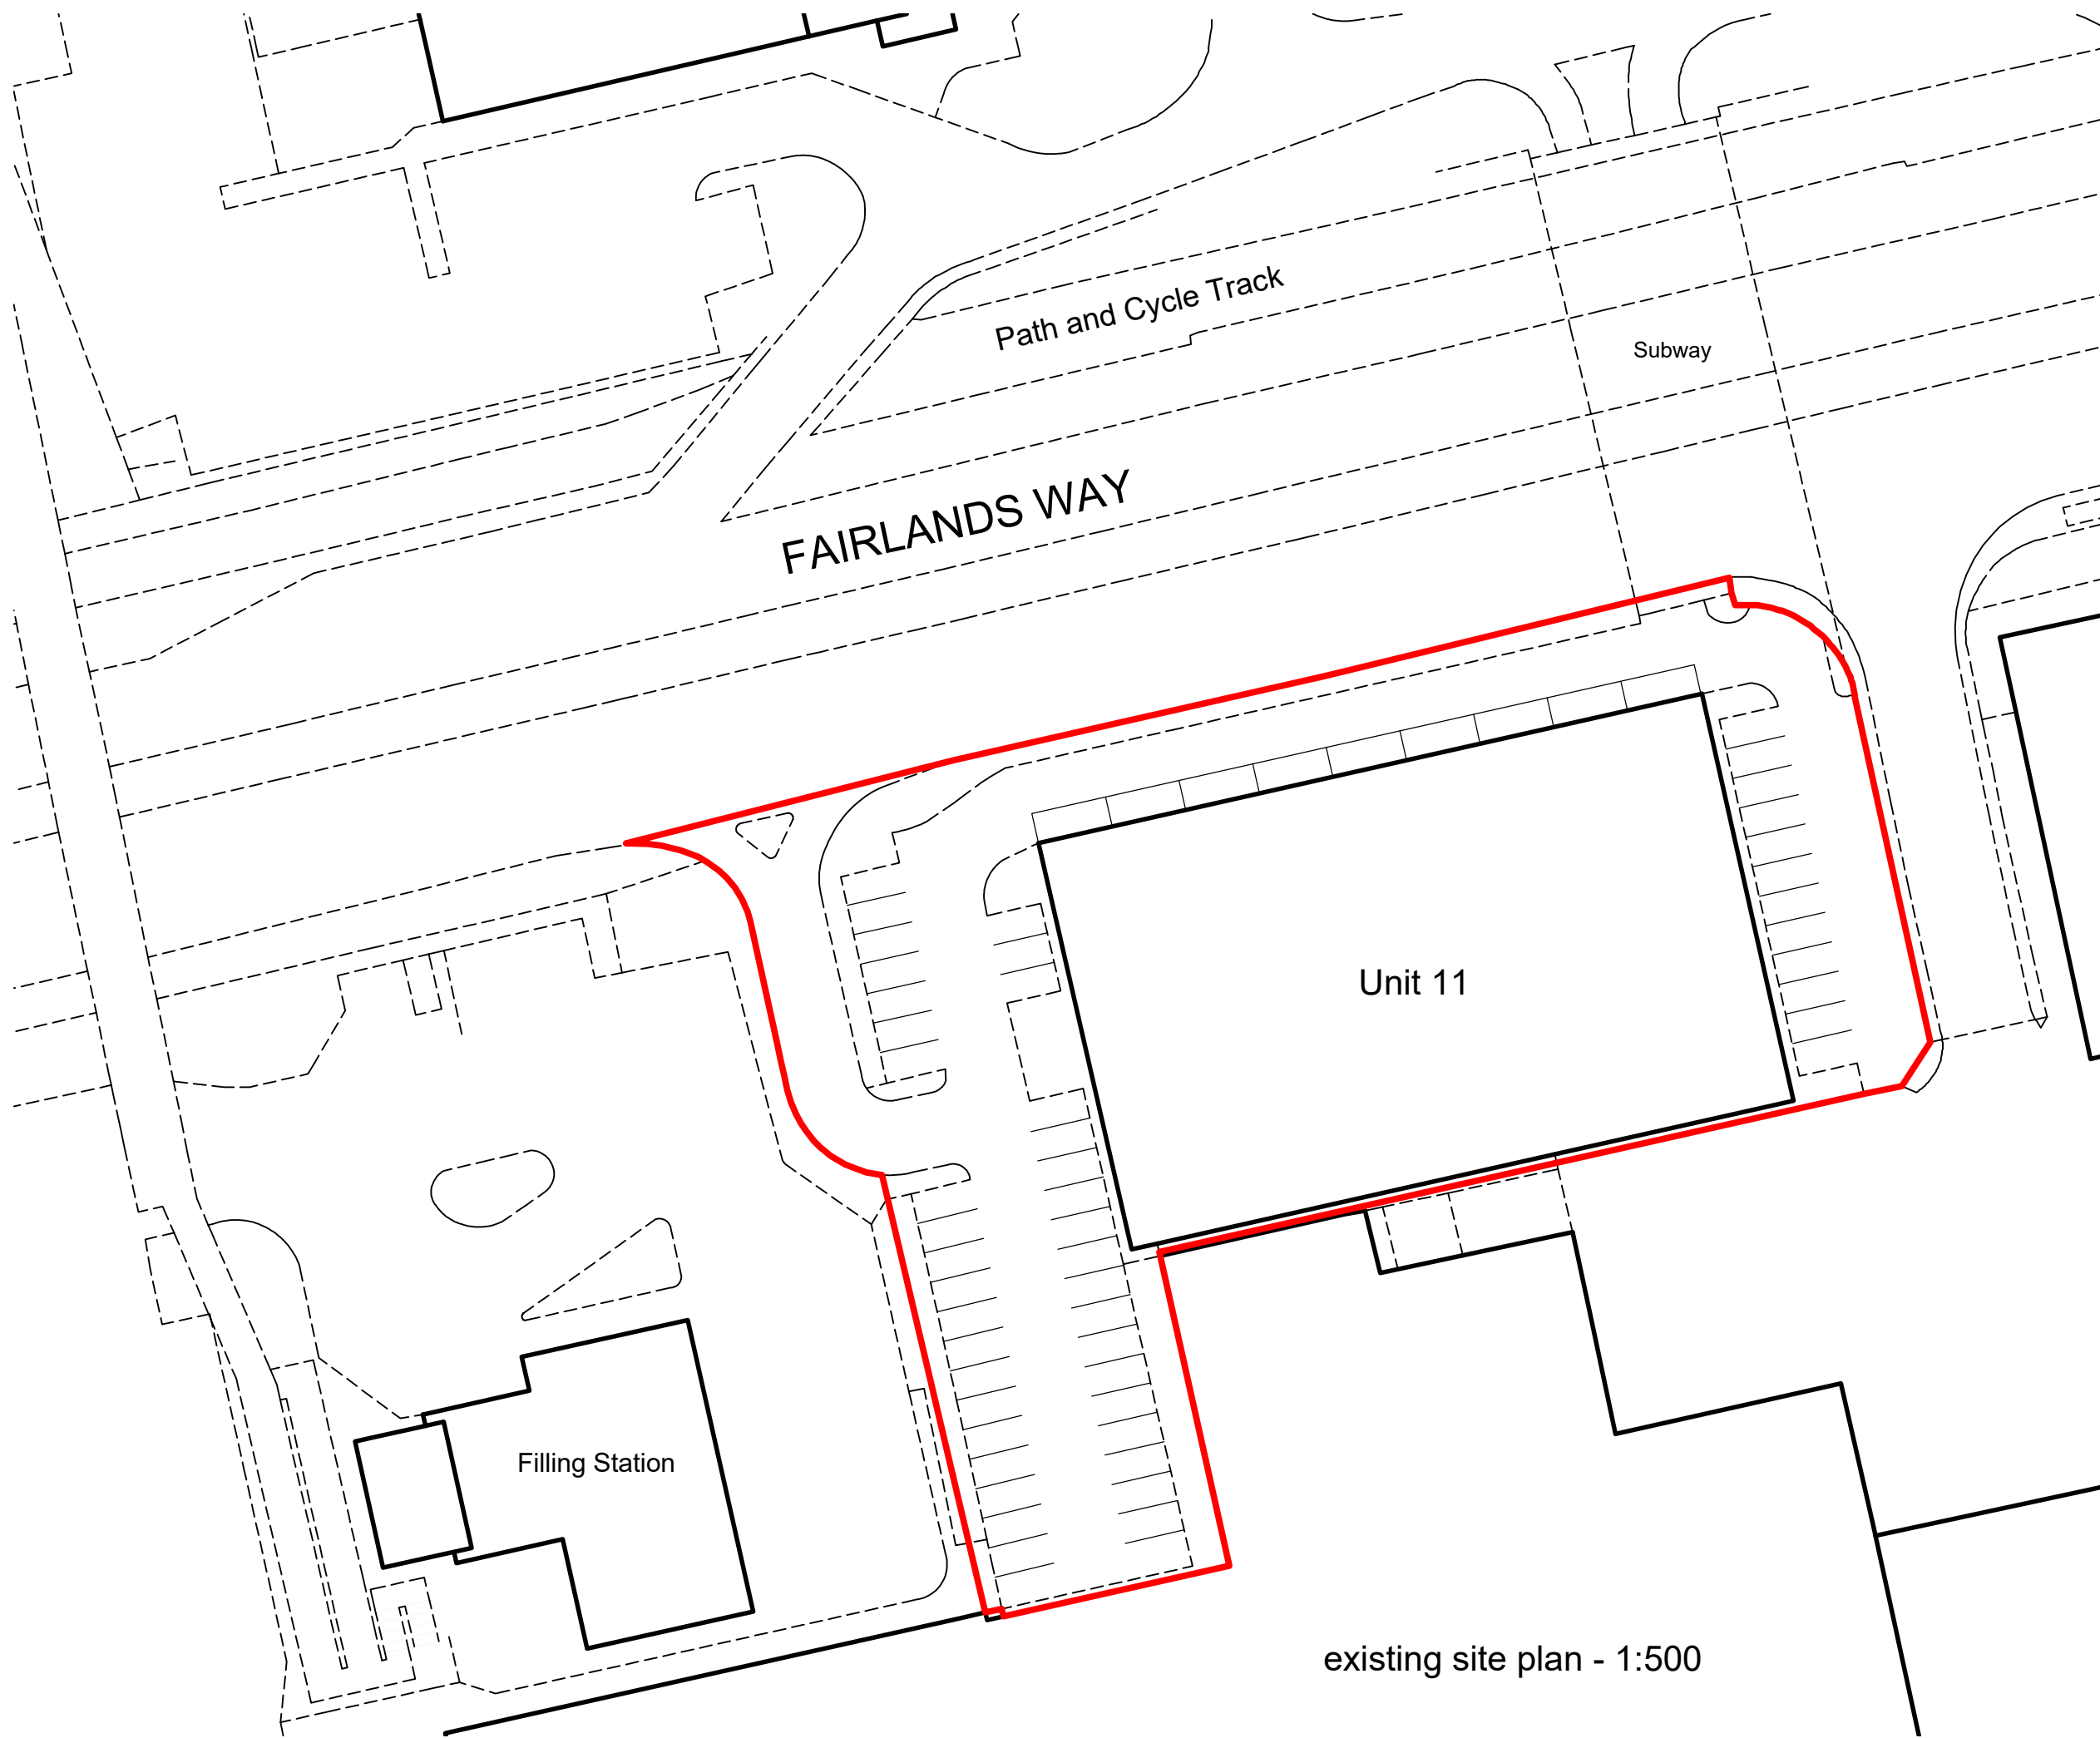 Path and Cycle Track
Subway
FAIRLANDS WAY
Unit 11
Filling Station
existing site plan - 1:500